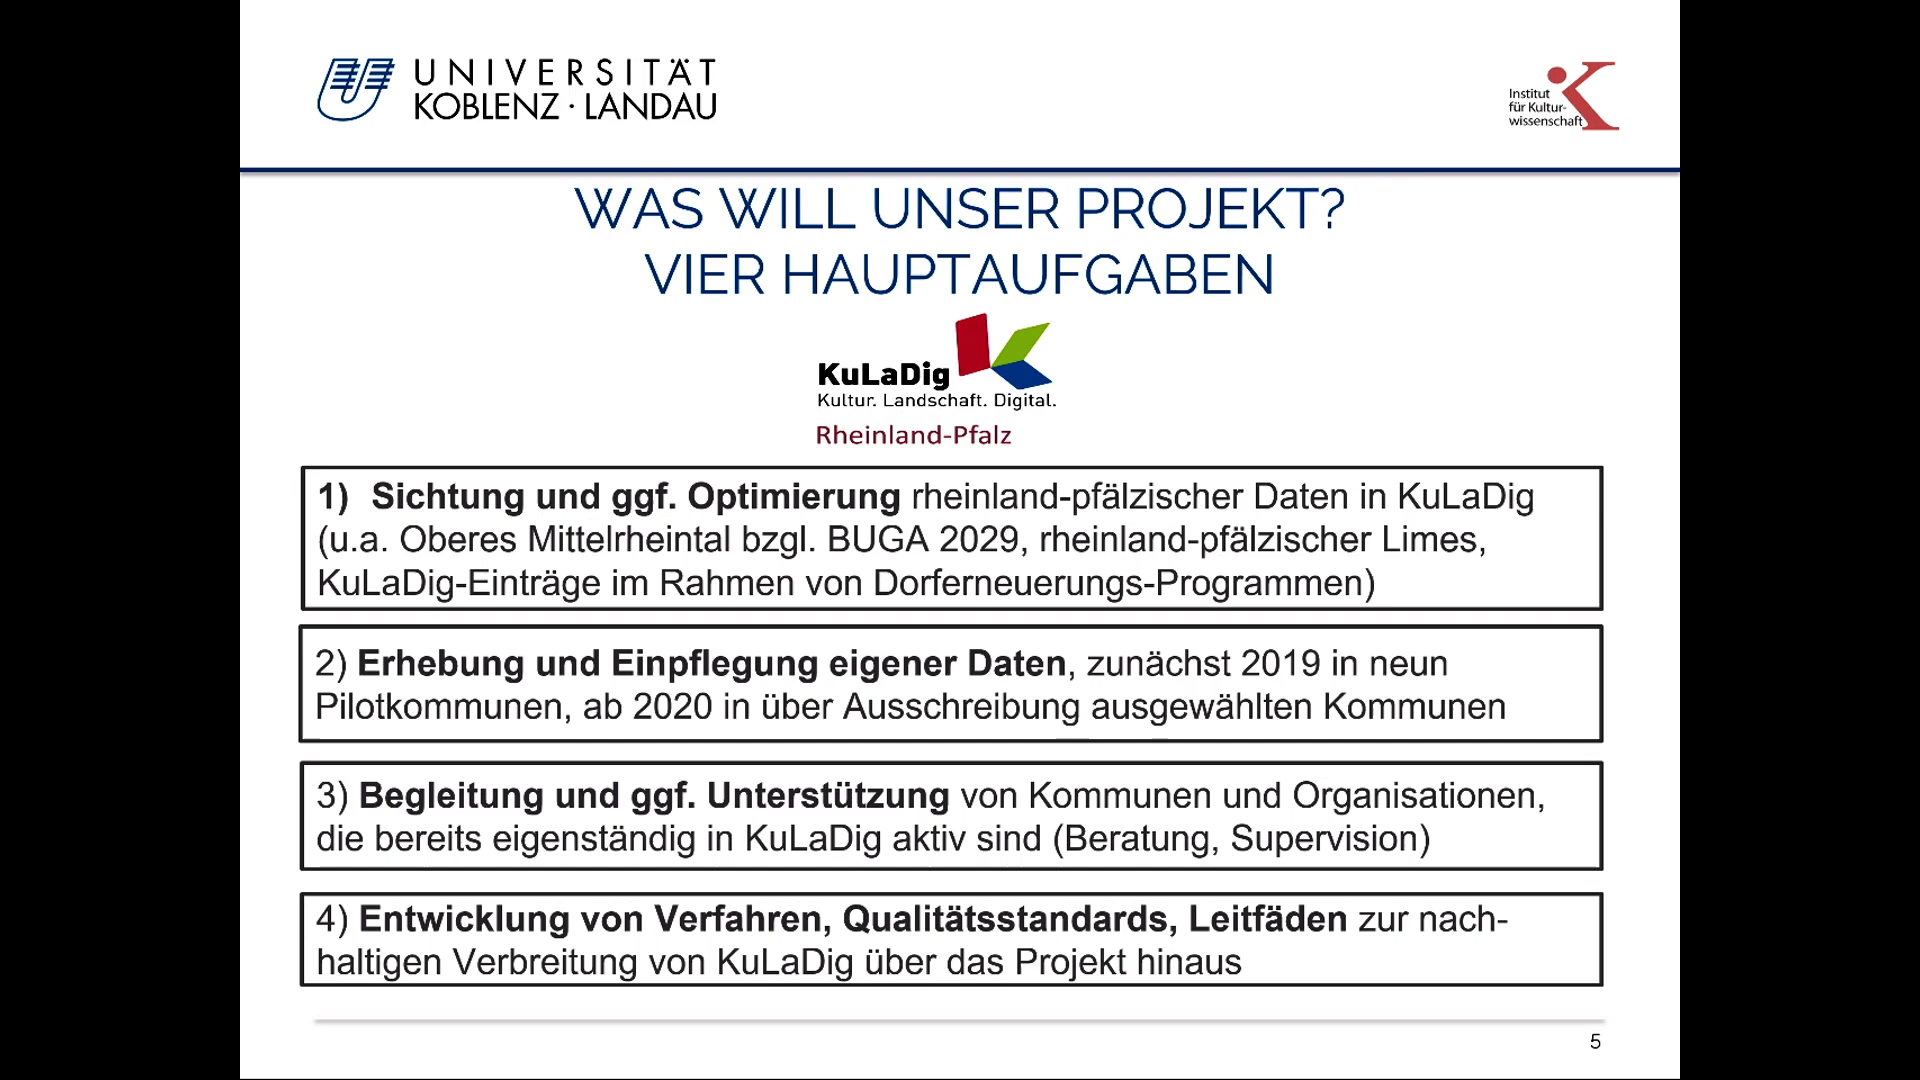 UNIVERSITÄT
KOBLENZ · LANDAU
Institut
für Kultur-
wissenschaft
WAS WILL UNSER PROJEKT?
VIER HAUPTAUFGABEN
KuLaDig
Kultur. Landschaft. Digital.
Rheinland-Pfalz
1) Sichtung und ggf. Optimierung rheinland-pfälzischer Daten in KuLaDig
(u.a. Oberes Mittelrheintal bzgl. BUGA 2029, rheinland-pfälzischer Limes,
KuLaDig-Einträge im Rahmen von Dorferneuerungs-Programmen)
2) Erhebung und Einpflegung eigener Daten, zunächst 2019 in neun
Pilotkommunen, ab 2020 in über Ausschreibung ausgewählten Kommunen
3) Begleitung und ggf. Unterstützung von Kommunen und Organisationen,
die bereits eigenständig in KuLaDig aktiv sind (Beratung, Supervision)
4) Entwicklung von Verfahren, Qualitätsstandards, Leitfäden zur nach-
haltigen Verbreitung von KuLaDig über das Projekt hinaus
5